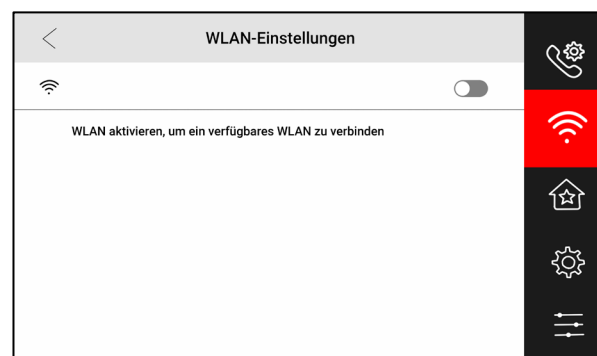 WLAN-Einstellungen
WLAN aktivieren, um ein verfügbares WLAN zu verbinden